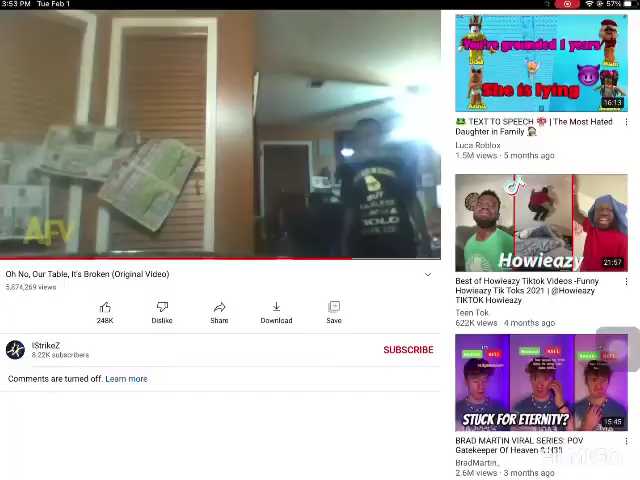 3:53 PM Tue Feb 1
57%
AFV
Oh No, Our Table, It's Broken (Original Video)
5,874,269 views
248K
Dislike
Share
Download
Save
IStrikeZ
8.22K subscribers
SUBSCRIBE
Comments are turned off. Learn more
You're grounded 1 years
She is lying
16:13
TEXT TO SPEECH | The Most Hated
Daughter in Family
Luca Roblox
1.5M views · 5 months ago
Howieazy
21:57
Best of Howieazy Tiktok Videos -Funny
Howieazy Tik Toks 2021 | @Howieazy
TIKTOK Howieazy
Teen Tok
622K views · 4 months ago
STUCK FOR ETERNITY?
15:45
BRAD MARTIN VIRAL SERIES: POV
Gatekeeper Of Heaven & H3ll
BradMartin_
2.6M views · 3 months ago
FILMIGO